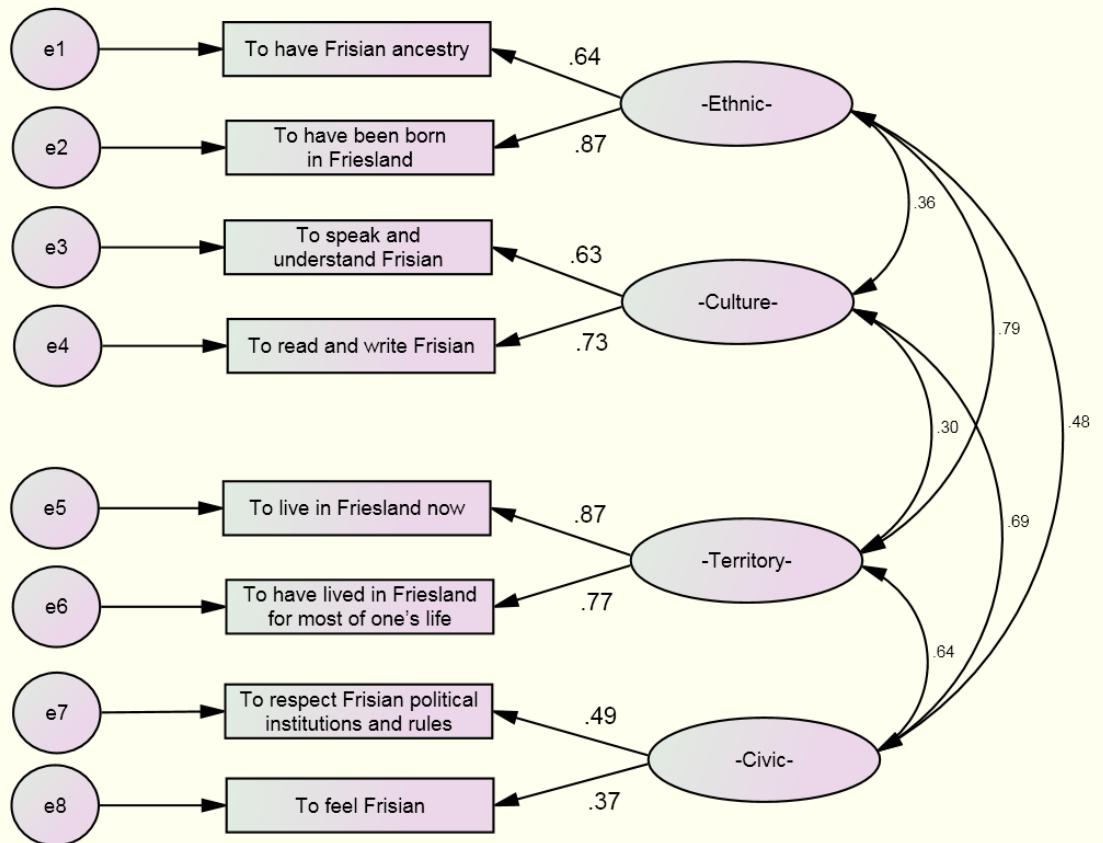 e1
To have Frisian ancestry
.64
-Ethnic-
e2
To have been born
in Friesland
.87
.36
e3
To speak and
understand Frisian
.63
-Culture-
e4
To read and write Frisian
.73
.79
.30
.48
e5
To live in Friesland now
.87
.69
-Territory-
e6
To have lived in Friesland
for most of one’s life
.77
.64
e7
To respect Frisian political
institutions and rules
.49
-Civic-
e8
To feel Frisian
.37